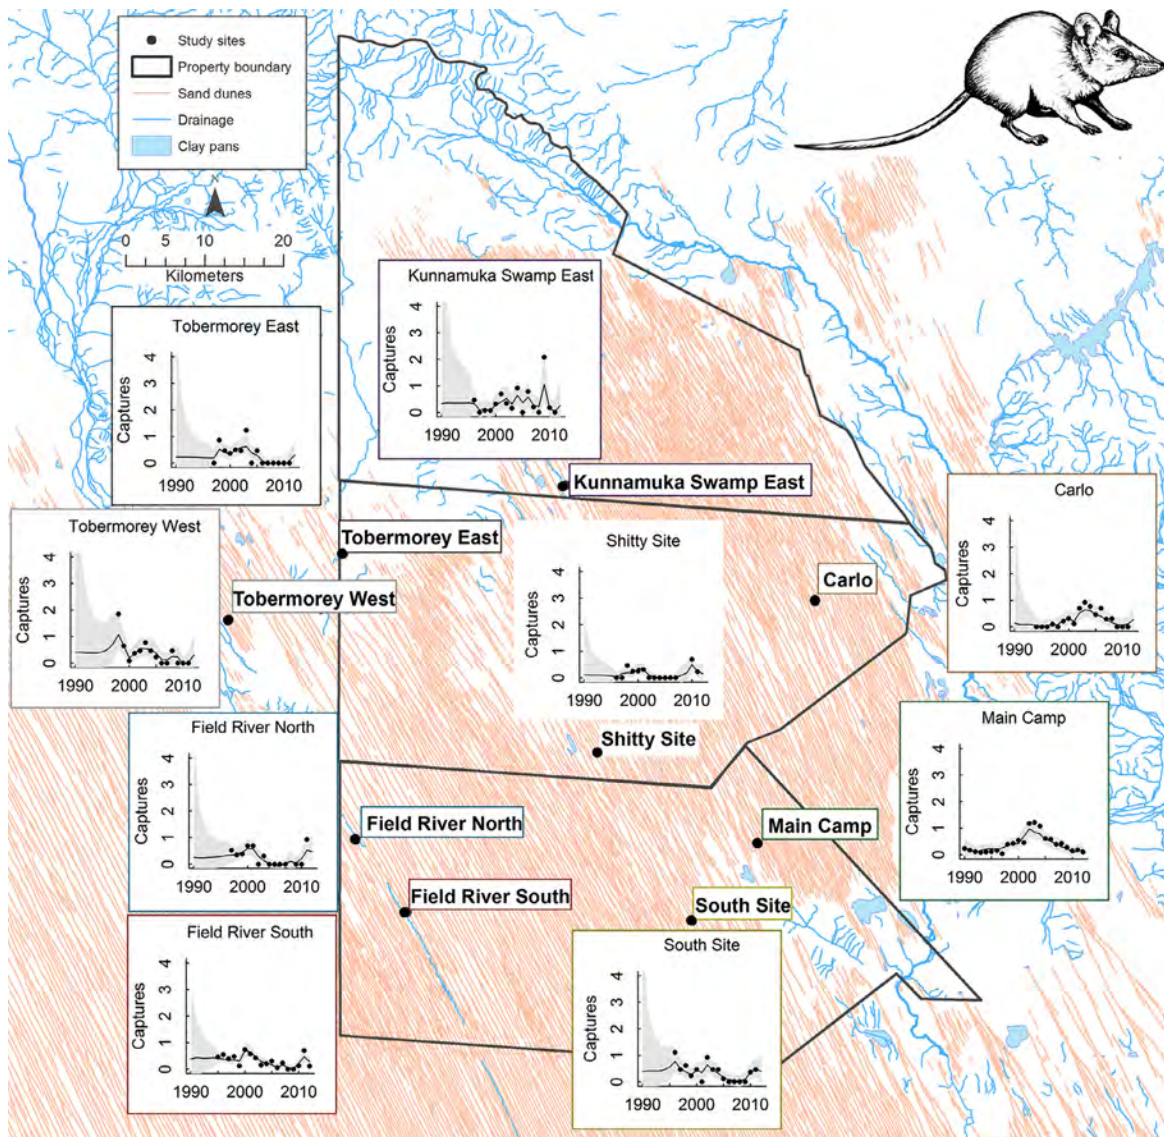 Study sites
Property boundary
Sand dunes
Drainage
Clay pans
N
0 5 10 20
Kilometers
Kunnamuka Swamp East
Captures
4
3
2
1
0
1990 2000 2010
Tobermorey East
Captures
4
3
2
1
0
1990 2000 2010
Kunnamuka Swamp East
Carlo
Captures
4
3
2
1
0
1990 2000 2010
Tobermorey West
Captures
4
3
2
1
0
1990 2000 2010
Tobermorey East
Shitty Site
Captures
4
3
2
1
0
1990 2000 2010
Carlo
Tobermorey West
Field River North
Captures
4
3
2
1
0
1990 2000 2010
Shitty Site
Main Camp
Captures
4
3
2
1
0
1990 2000 2010
Field River North
Main Camp
Field River South
South Site
Field River South
Captures
4
3
2
1
0
1990 2000 2010
South Site
Captures
4
3
2
1
0
1990 2000 2010